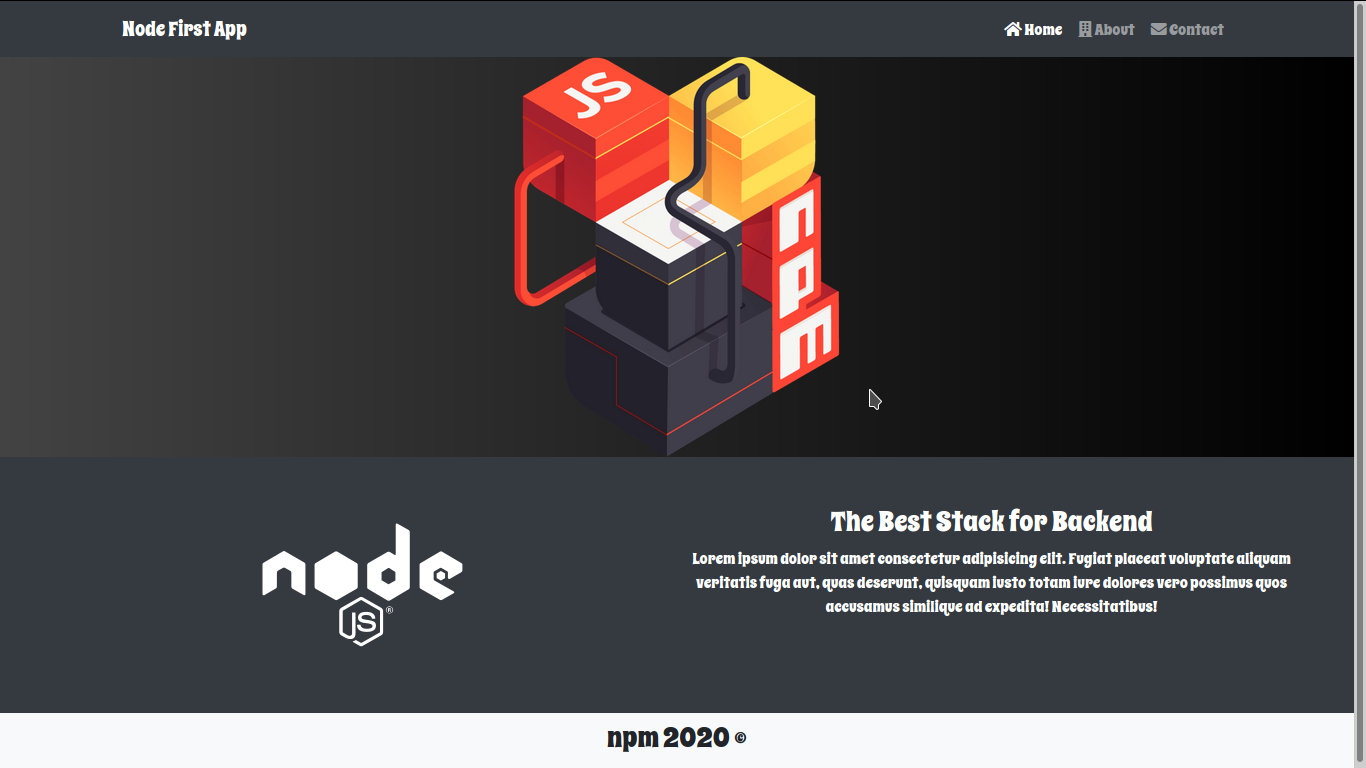 Node First App
Home About Contact
JS
npm
node
JS ®
The Best Stack for Backend
Lorem ipsum dolor sit amet consectetur adipisicing elit. Fugiat placeat voluptate aliquam
veritatis fuga aut, quas deserunt, quisquam iusto totam iure dolores vero possimus quos
accusamus similique ad expedita! Necessitatibus!
npm 2020 ©